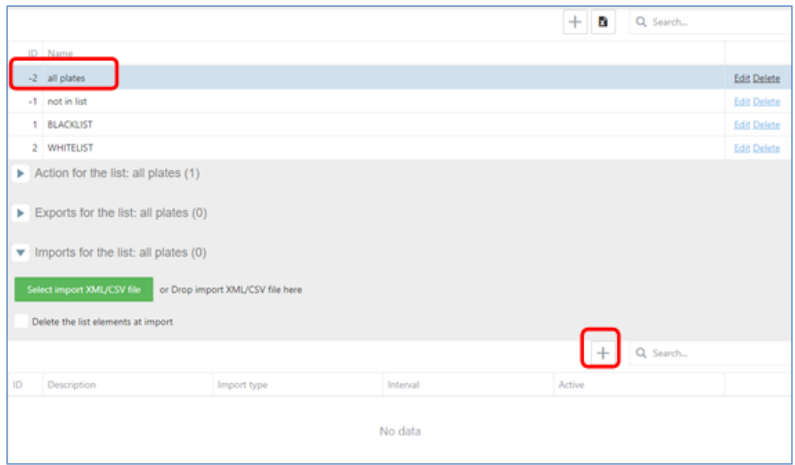 Search...
ID Name
-2 all plates Edit Delete
-1 not in list Edit Delete
1 BLACKLIST Edit Delete
2 WHITELIST Edit Delete
Action for the list: all plates (1)
Exports for the list: all plates (0)
Imports for the list: all plates (0)
Select import XML/CSV file or Drop import XML/CSV file here
Delete the list elements at import
Search...
ID Description Import type Interval Active
No data